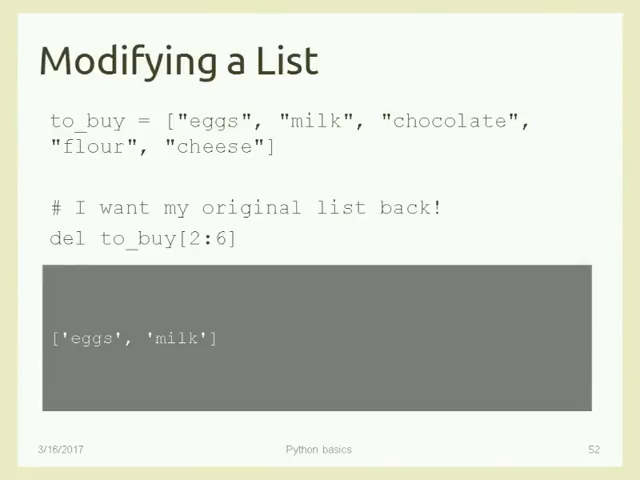 Modifying a List
to_buy = ["eggs", "milk", "chocolate",
"flour", "cheese"]
# I want my original list back!
del to_buy[2:6]
['eggs', 'milk']
3/16/2017
Python basics
52